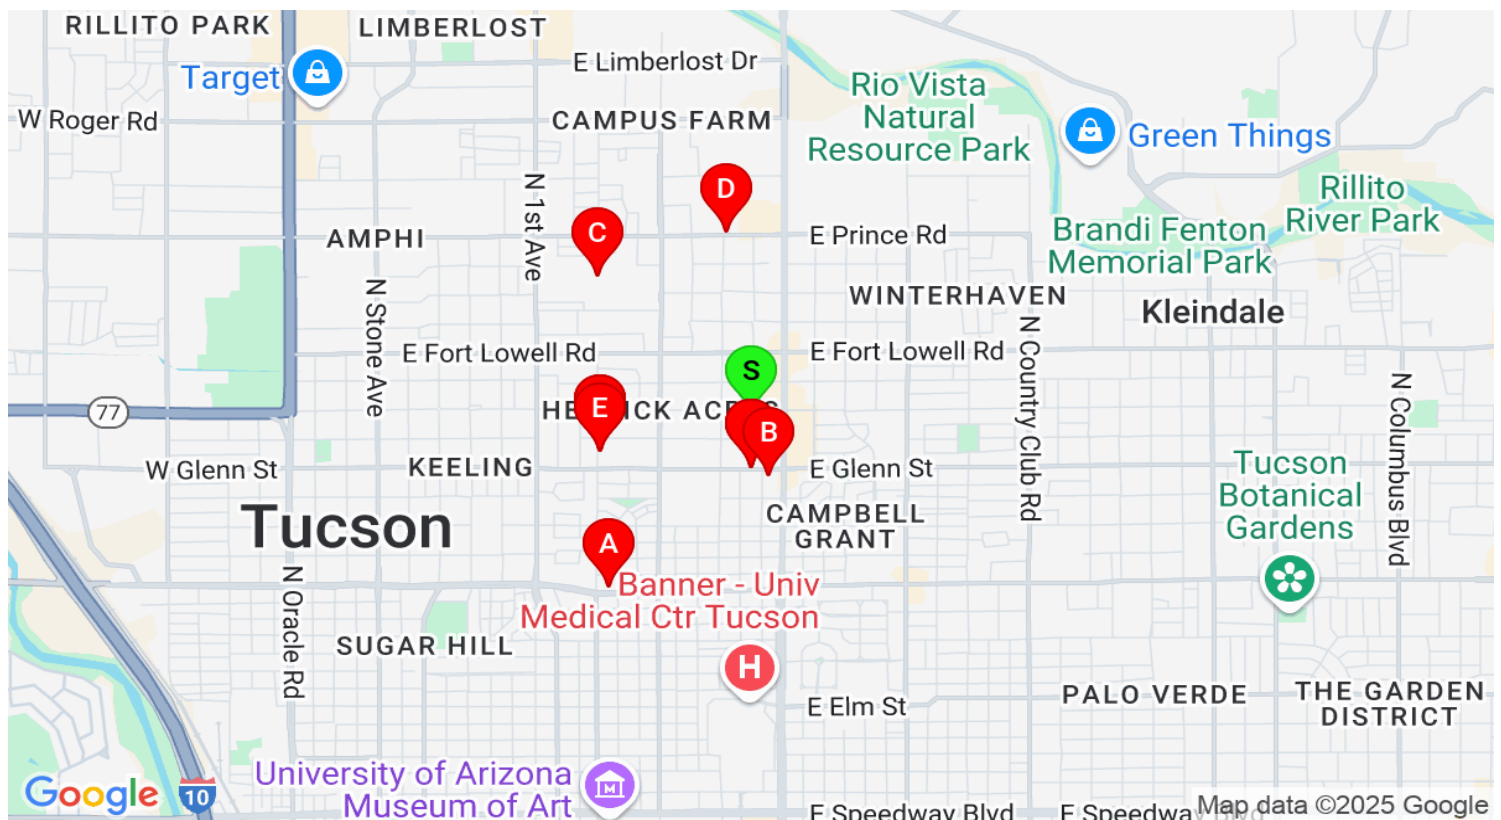 RILLITO PARK
LIMBERLOST
E Limberlost Dr
Target
Rio Vista
Natural
Resource Park
W Roger Rd
CAMPUS FARM
Green Things
N 1st Ave
D
Rillito
River Park
C
AMPHI
E Prince Rd
Brandi Fenton
Memorial Park
N Stone Ave
WINTERHAVEN
Kleindale
N Country Club Rd
E Fort Lowell Rd
E Fort Lowell Rd
S
77
E
B
N Columbus Blvd
W Glenn St
KEELING
E Glenn St
Tucson
Botanical
Gardens
Tucson
CAMPBELL
GRANT
A
N Oracle Rd
Banner - Univ
Medical Ctr Tucson
SUGAR HILL
H
E Elm St
PALO VERDE
THE GARDEN
DISTRICT
University of Arizona
Museum of Art
Google
10
E Speedway Blvd
E Speedway Blvd
Map data ©2025 Google